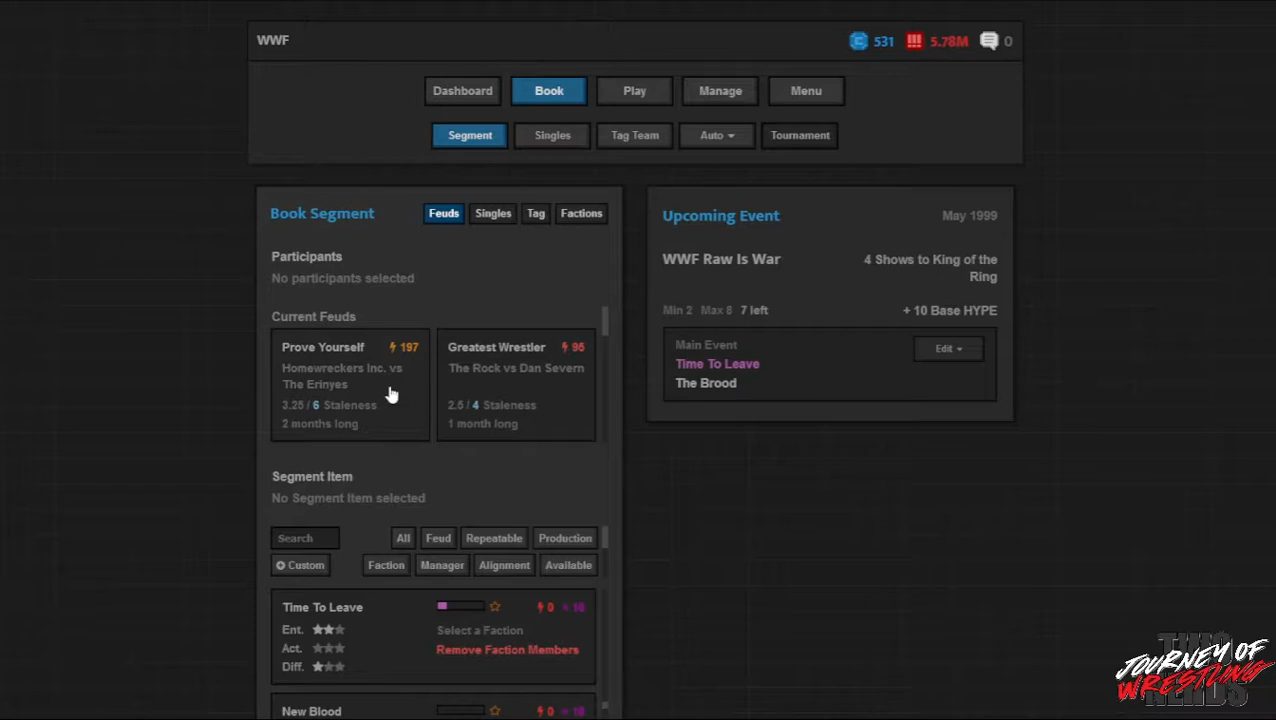 WWF
531
5.78M
0
Dashboard
Book
Play
Manage
Menu
Segment
Singles
Tag Team
Auto
Tournament
Book Segment
Feuds
Singles
Tag
Factions
Participants
No participants selected
Current Feuds
Prove Yourself
197
Homewreckers Inc. vs
The Erinyes
3.25 / 6 Staleness
2 months long
Greatest Wrestler
95
The Rock vs Dan Severn
2.5 / 4 Staleness
1 month long
Segment Item
No Segment Item selected
Search
All
Feud
Repeatable
Production
Custom
Faction
Manager
Alignment
Available
Time To Leave
0
10
Ent.
Select a Faction
Act.
Remove Faction Members
Diff.
New Blood
0
10
Upcoming Event
May 1999
WWF Raw Is War
4 Shows to King of the
Ring
Min 2 Max 8 7 left
+ 10 Base HYPE
Main Event
Edit
Time To Leave
The Brood
JOURNEY OF
WRESTLING